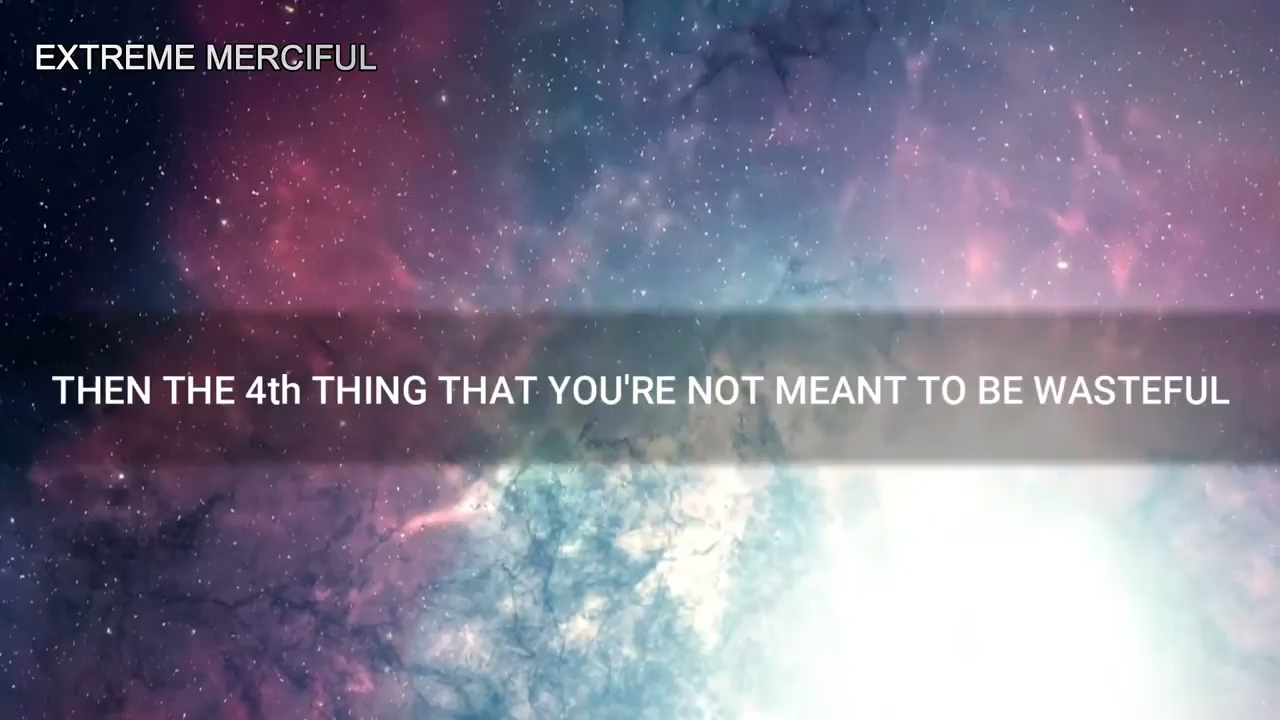 EXTREME MERCIFUL
THEN THE 4th THING THAT YOU'RE NOT MEANT TO BE WASTEFUL